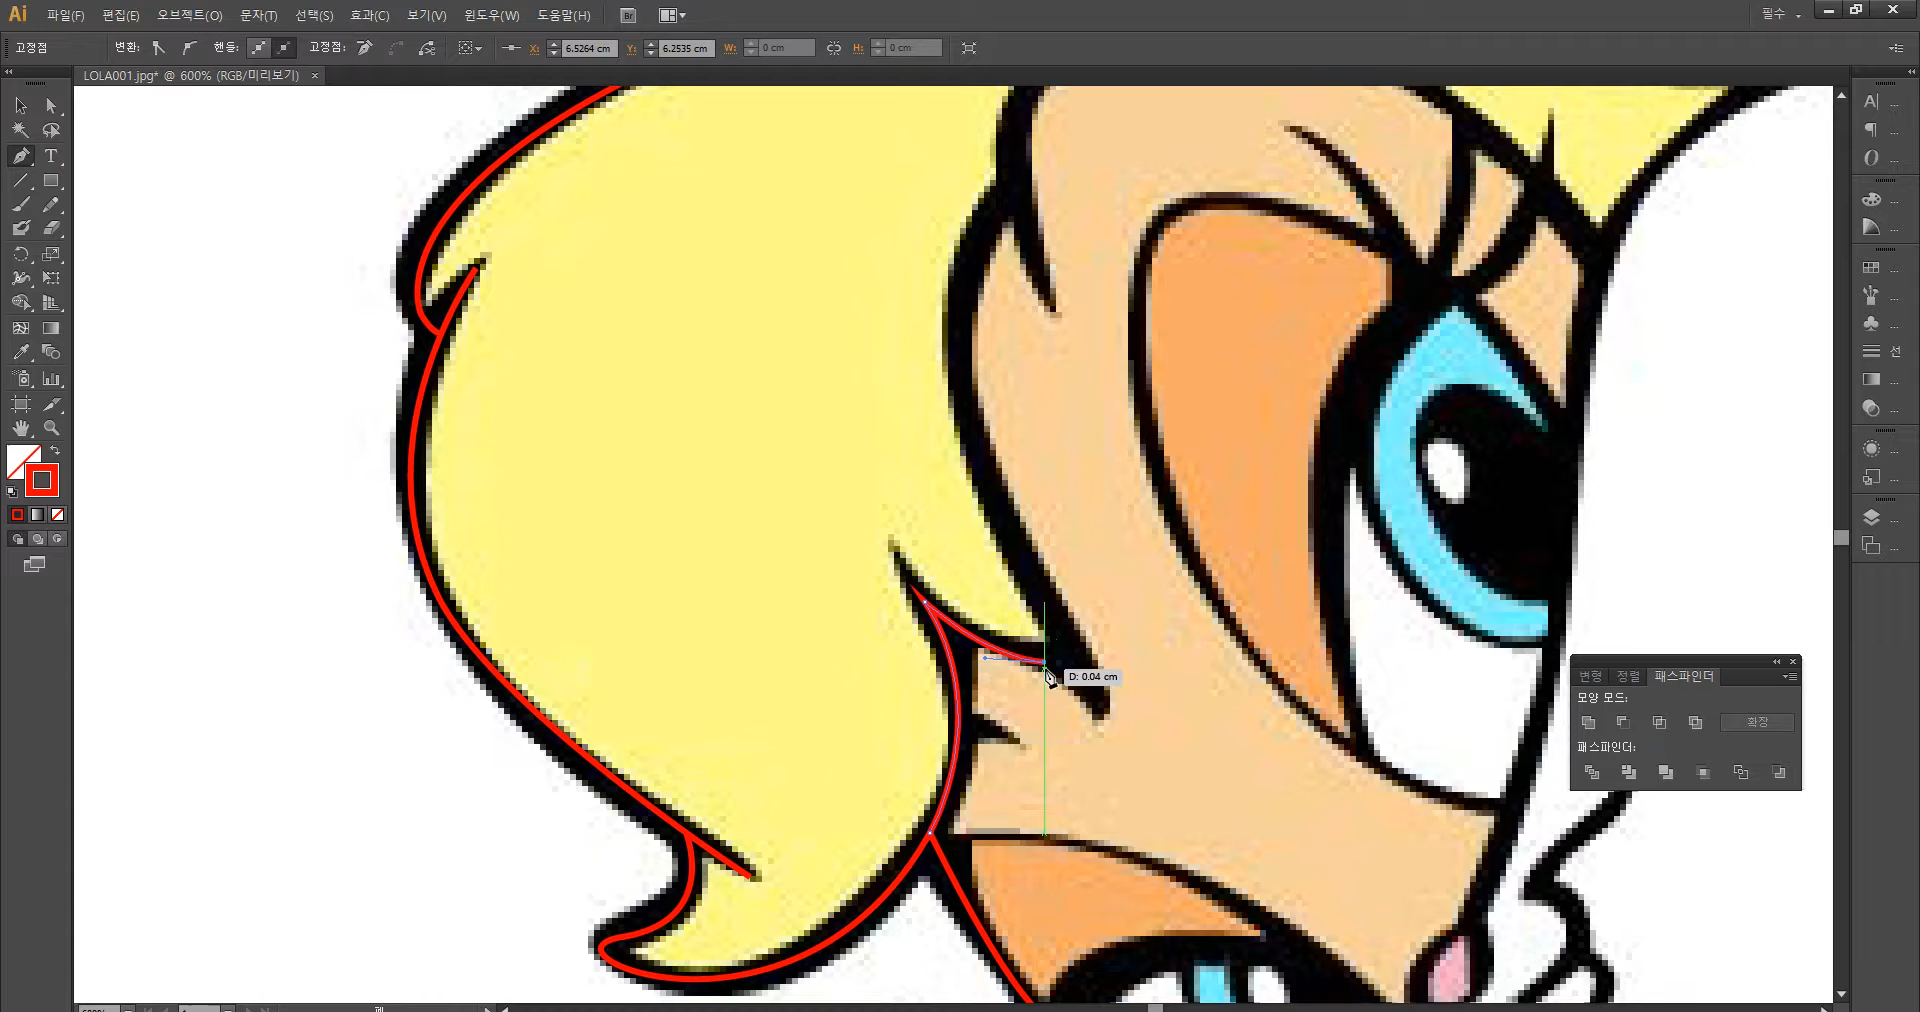 Ai 파일(F) 편집(E) 오브젝트(O) 문자(T) 선택(S) 효과(C) 보기(V) 윈도우(W) 도움말(H) Br 필수
고정점 변환: 핸들: 고정점: X: 6.5264 cm Y: 6.2535 cm W: 0 cm H: 0 cm
LOLA001.jpg* @ 600% (RGB/미리보기) ×
D: 0.04 cm
선
변형 정렬 패스파인더
모양 모드:
확장
패스파인더: